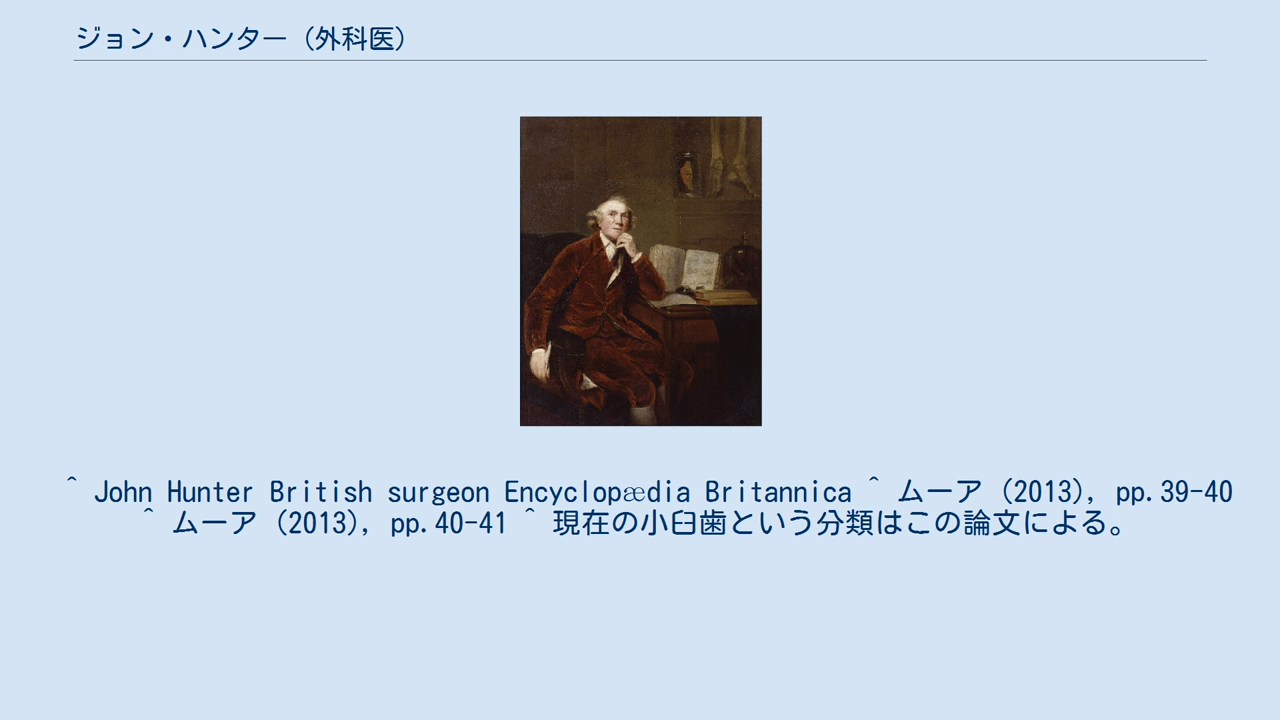 ジョン・ハンター（外科医）
^ John Hunter British surgeon Encyclopædia Britannica ^ ムーア (2013), pp.39-40
^ ムーア (2013), pp.40-41 ^ 現在の小臼歯という分類はこの論文による。